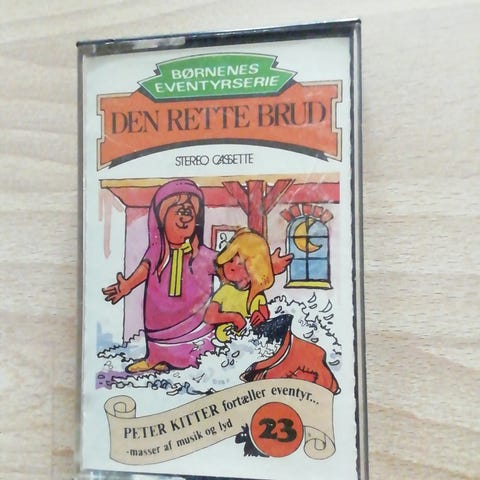 BØRNENES
EVENTYRSERIE
DEN RETTE BRUD
STEREO CASSETTE
PETER KITTER fortæller eventyr...
-masser af musik og lyd
23